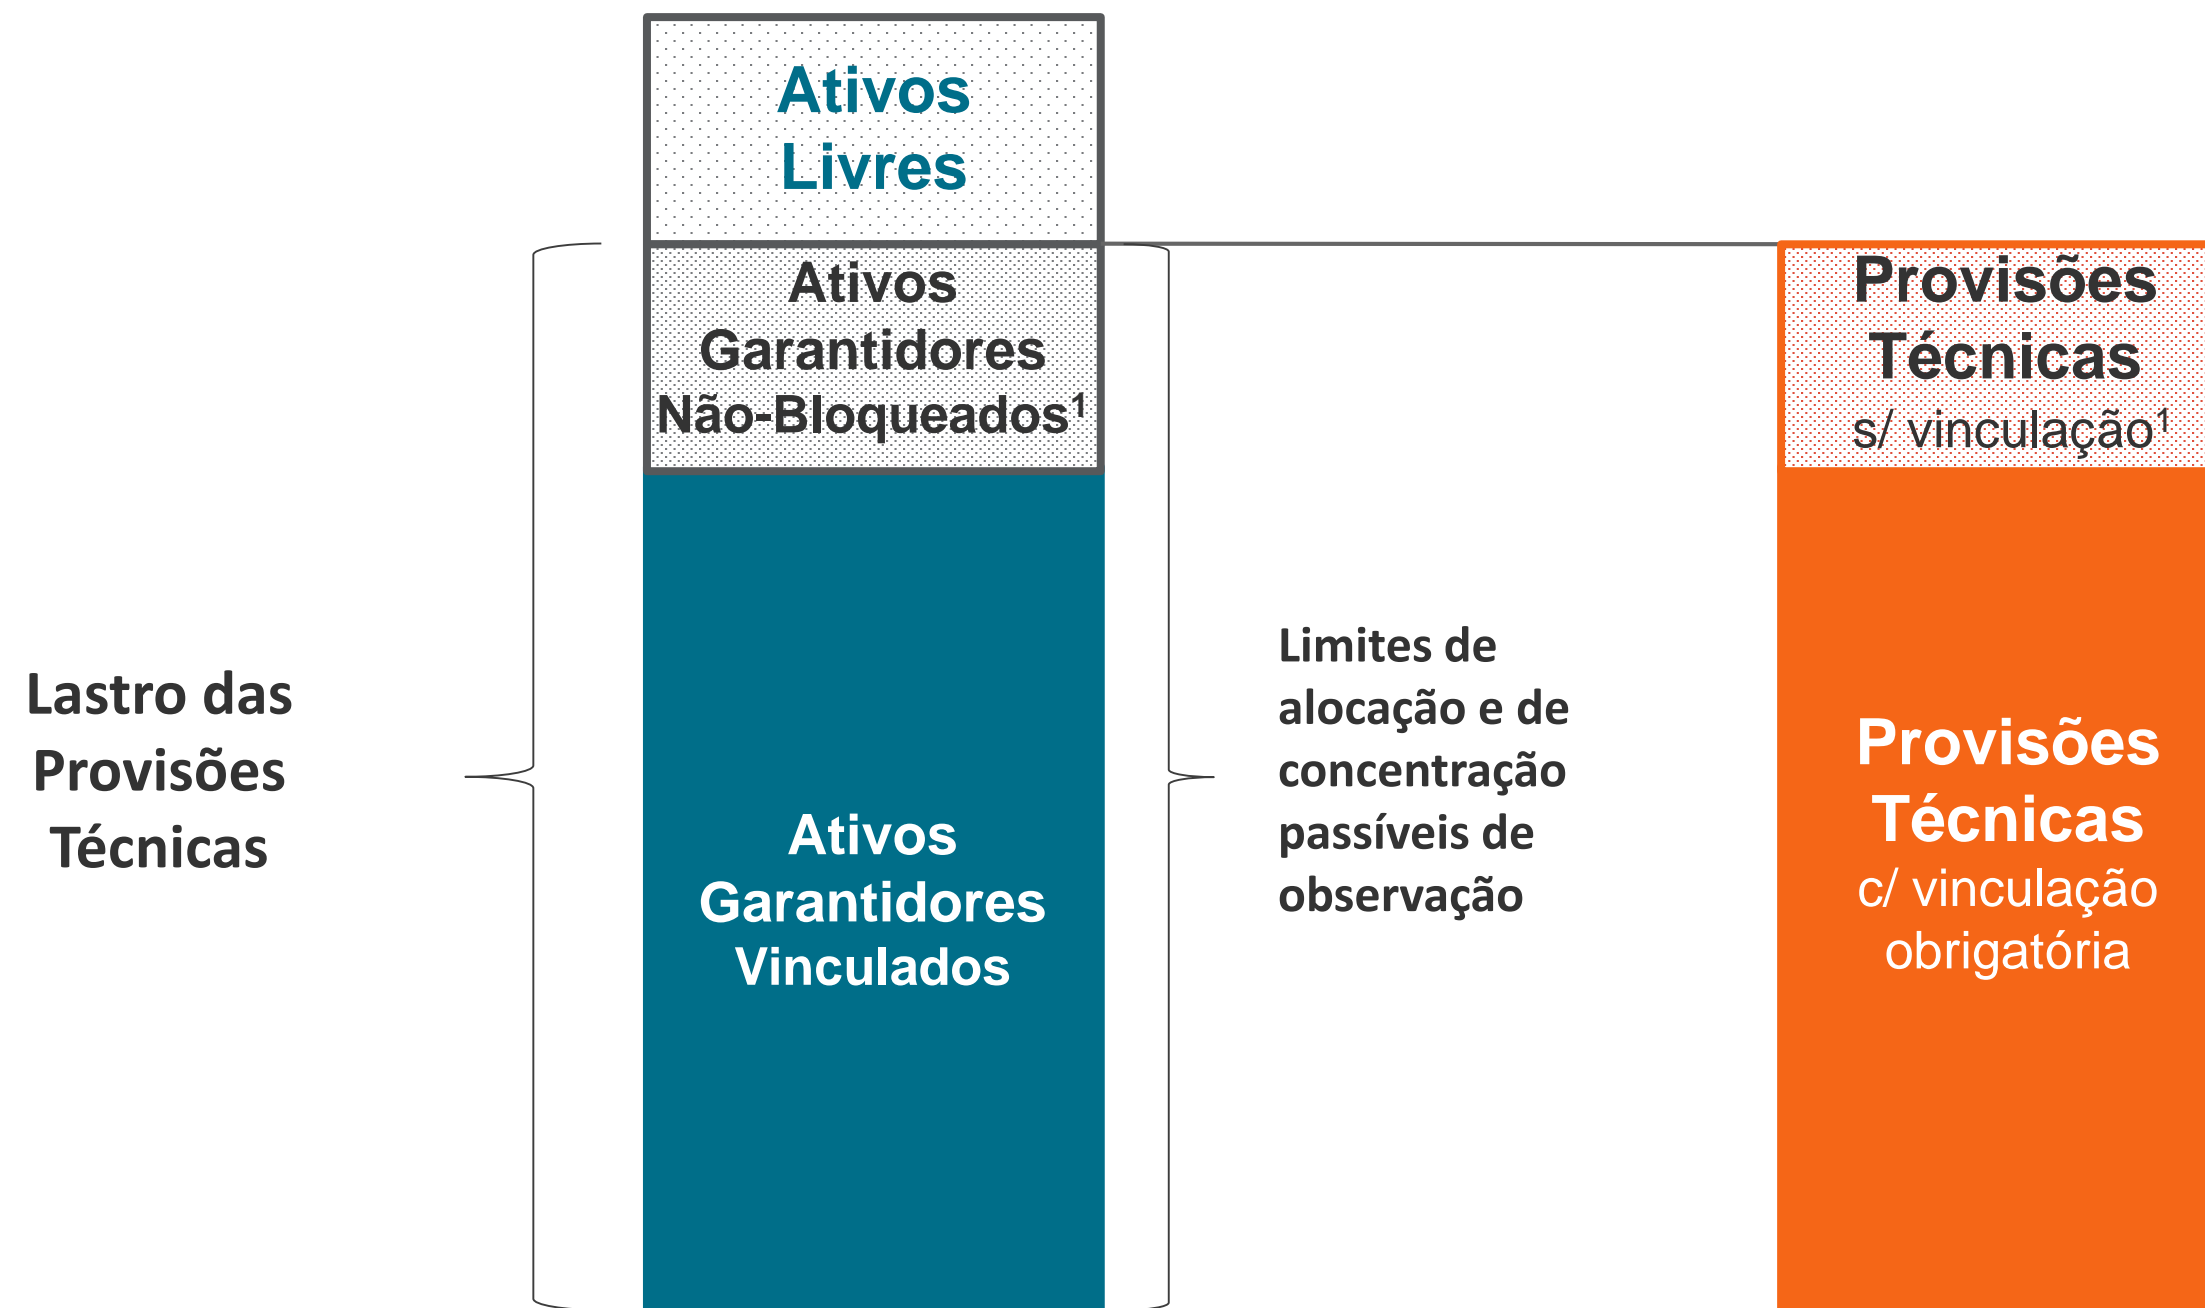 Ativos
Livres
Ativos
Garantidores
Não-Bloqueados¹
Provisões
Técnicas
s/ vinculação¹
Lastro das
Provisões
Técnicas
Ativos
Garantidores
Vinculados
Limites de
alocação e de
concentração
passíveis de
observação
Provisões
Técnicas
c/ vinculação
obrigatória